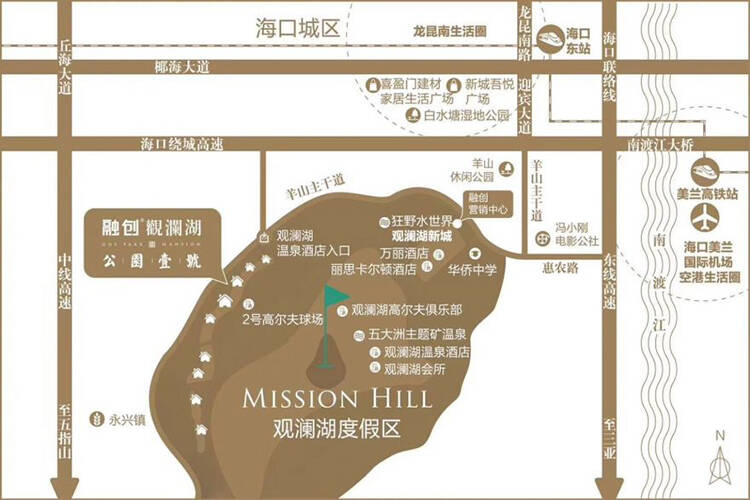 海口城区
龙昆南生活圈
龙昆南路
海口
东站
丘海大道
椰海大道
海口联络线
喜盈门建材
家居生活广场
新城吾悦
广场
白水塘湿地公园
迎宾大道
海口绕城高速
南渡江大桥
羊山主干道
羊山
休闲公园
羊山主干道
美兰高铁站
融创
营销中心
融创®觀瀾湖
公園壹號
观澜湖
温泉酒店入口
狂野水世界
观澜湖新城
万丽酒店
丽思卡尔顿酒店
华侨中学
冯小刚
电影公社
惠农路
海口美兰
国际机场
空港生活圈
中线高速
东线高速
南渡江
2号高尔夫球场
观澜湖高尔夫俱乐部
五大洲主题矿温泉
观澜湖温泉酒店
观澜湖会所
MISSION HILL
观澜湖度假区
永兴镇
至五指山
至三亚
N